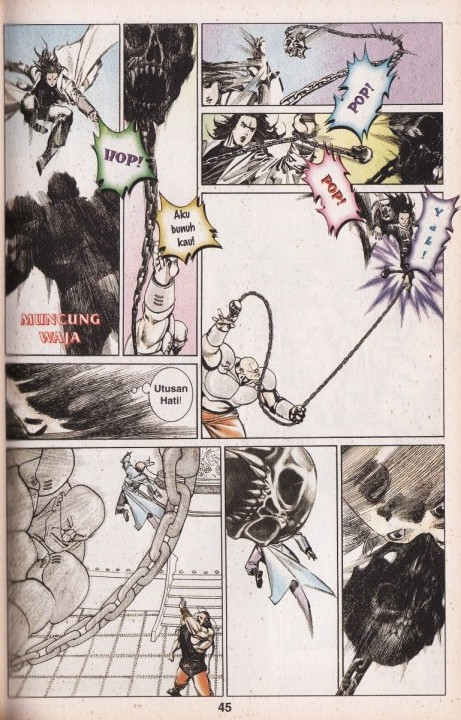 HOP!
Aku
bunuh
kau!
MUNCUNG
WAJA
POP!
POP!
Yak!
Utusan
Hati!
45